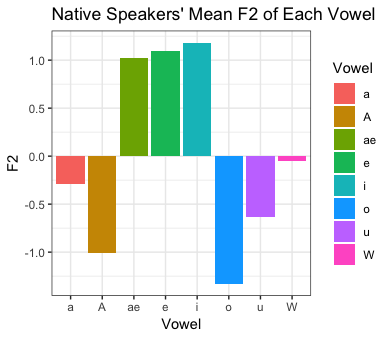 Native Speakers' Mean F2 of Each Vowel
F2
1.0
0.5
0.0
-0.5
-1.0
a A ae e i o u W
Vowel
Vowel
a
A
ae
e
i
o
u
W